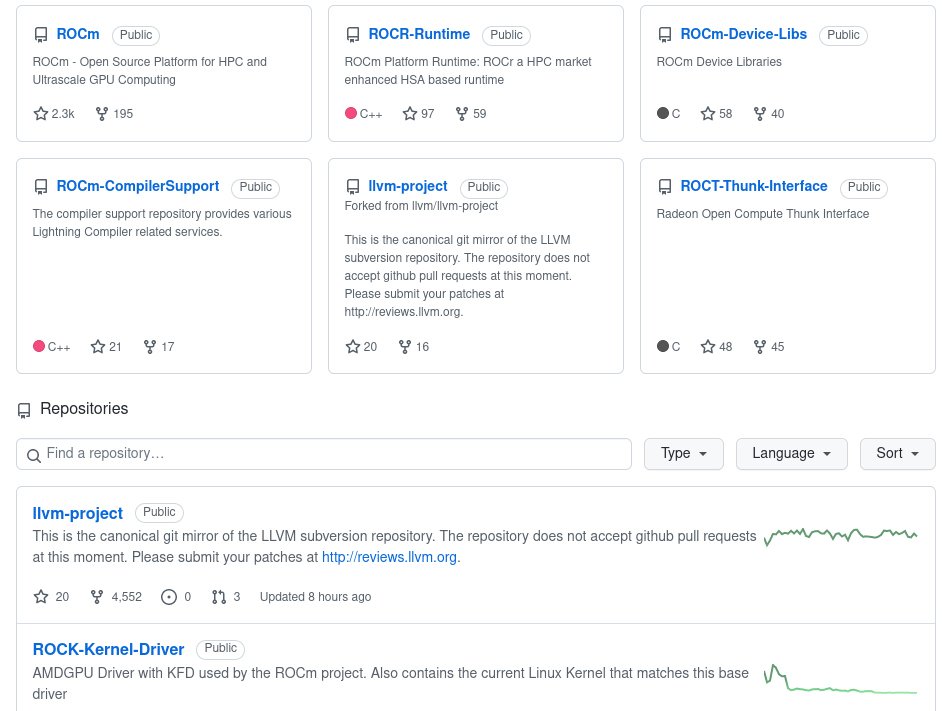 ROCm Public
ROCm - Open Source Platform for HPC and
Ultrascale GPU Computing
2.3k 195
ROCR-Runtime Public
ROCm Platform Runtime: ROCr a HPC market
enhanced HSA based runtime
C++ 97 59
ROCm-Device-Libs Public
ROCm Device Libraries
C 58 40
ROCm-CompilerSupport Public
The compiler support repository provides various
Lightning Compiler related services.
C++ 21 17
llvm-project Public
Forked from llvm/llvm-project
This is the canonical git mirror of the LLVM
subversion repository. The repository does not
accept github pull requests at this moment.
Please submit your patches at
http://reviews.llvm.org.
20 16
ROCT-Thunk-Interface Public
Radeon Open Compute Thunk Interface
C 48 45
Repositories
Find a repository… Type Language Sort
llvm-project Public
This is the canonical git mirror of the LLVM subversion repository. The repository does not accept github pull requests
at this moment. Please submit your patches at http://reviews.llvm.org.
20 4,552 0 3 Updated 8 hours ago
ROCK-Kernel-Driver Public
AMDGPU Driver with KFD used by the ROCm project. Also contains the current Linux Kernel that matches this base
driver